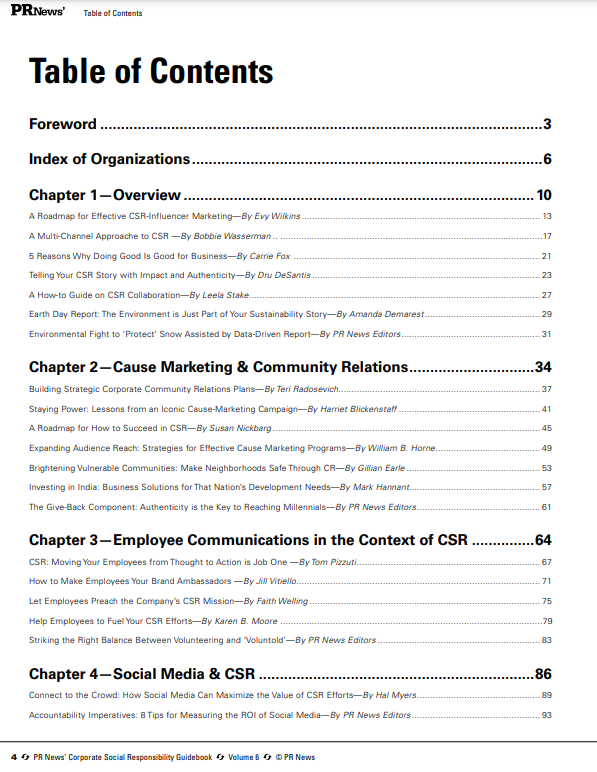 PRNews' Table of Contents
Table of Contents
Foreword ........................................................................................................3
Index of Organizations...................................................................................6
Chapter 1—Overview ................................................................................... 10
A Roadmap for Effective CSR-Influencer Marketing—By Evy Wilkins ........................ 13
A Multi-Channel Approache to CSR —By Bobbie Wasserman ........................17
5 Reasons Why Doing Good Is Good for Business—By Carrie Fox ........................ 21
Telling Your CSR Story with Impact and Authenticity—By Dru DeSantis ........................ 23
A How-to Guide on CSR Collaboration—By Leela Stake........................ 27
Earth Day Report: The Environment is Just Part of Your Sustainability Story—By Amanda Demarest........................ 29
Environmental Fight to 'Protect' Snow Assisted by Data-Driven Report—By PR News Editors........................ 31
Chapter 2—Cause Marketing & Community Relations........................34
Building Strategic Corporate Community Relations Plans—By Teri Radosevich........................ 37
Staying Power: Lessons from an Iconic Cause-Marketing Campaign—By Harriet Blickenstaff ........................ 41
A Roadmap for How to Succeed in CSR—By Susan Nickbarg ........................ 45
Expanding Audience Reach: Strategies for Effective Cause Marketing Programs—By William B. Horne........................ 49
Brightening Vulnerable Communities: Make Neighborhoods Safe Through CR—By Gillian Earle ........................ 53
Investing in India: Business Solutions for That Nation's Development Needs—By Mark Hannant........................ 57
The Give-Back Component: Authenticity is the Key to Reaching Millennials—By PR News Editors........................ 61
Chapter 3—Employee Communications in the Context of CSR .............64
CSR: Moving Your Employees from Thought to Action is Job One —By Tom Pizzuti........................ 67
How to Make Employees Your Brand Ambassadors —By Jill Vitiello........................ 71
Let Employees Preach the Company's CSR Mission—By Faith Welling ........................ 75
Help Employees to Fuel Your CSR Efforts—By Karen B. Moore ........................79
Striking the Right Balance Between Volunteering and 'Voluntold'—By PR News Editors ........................ 83
Chapter 4—Social Media & CSR ........................86
Connect to the Crowd: How Social Media Can Maximize the Value of CSR Efforts—By Hal Myers........................ 89
Accountability Imperatives: 8 Tips for Measuring the ROI of Social Media—By PR News Editors........................ 93
4 PR News' Corporate Social Responsibility Guidebook Volume 6 © PR News